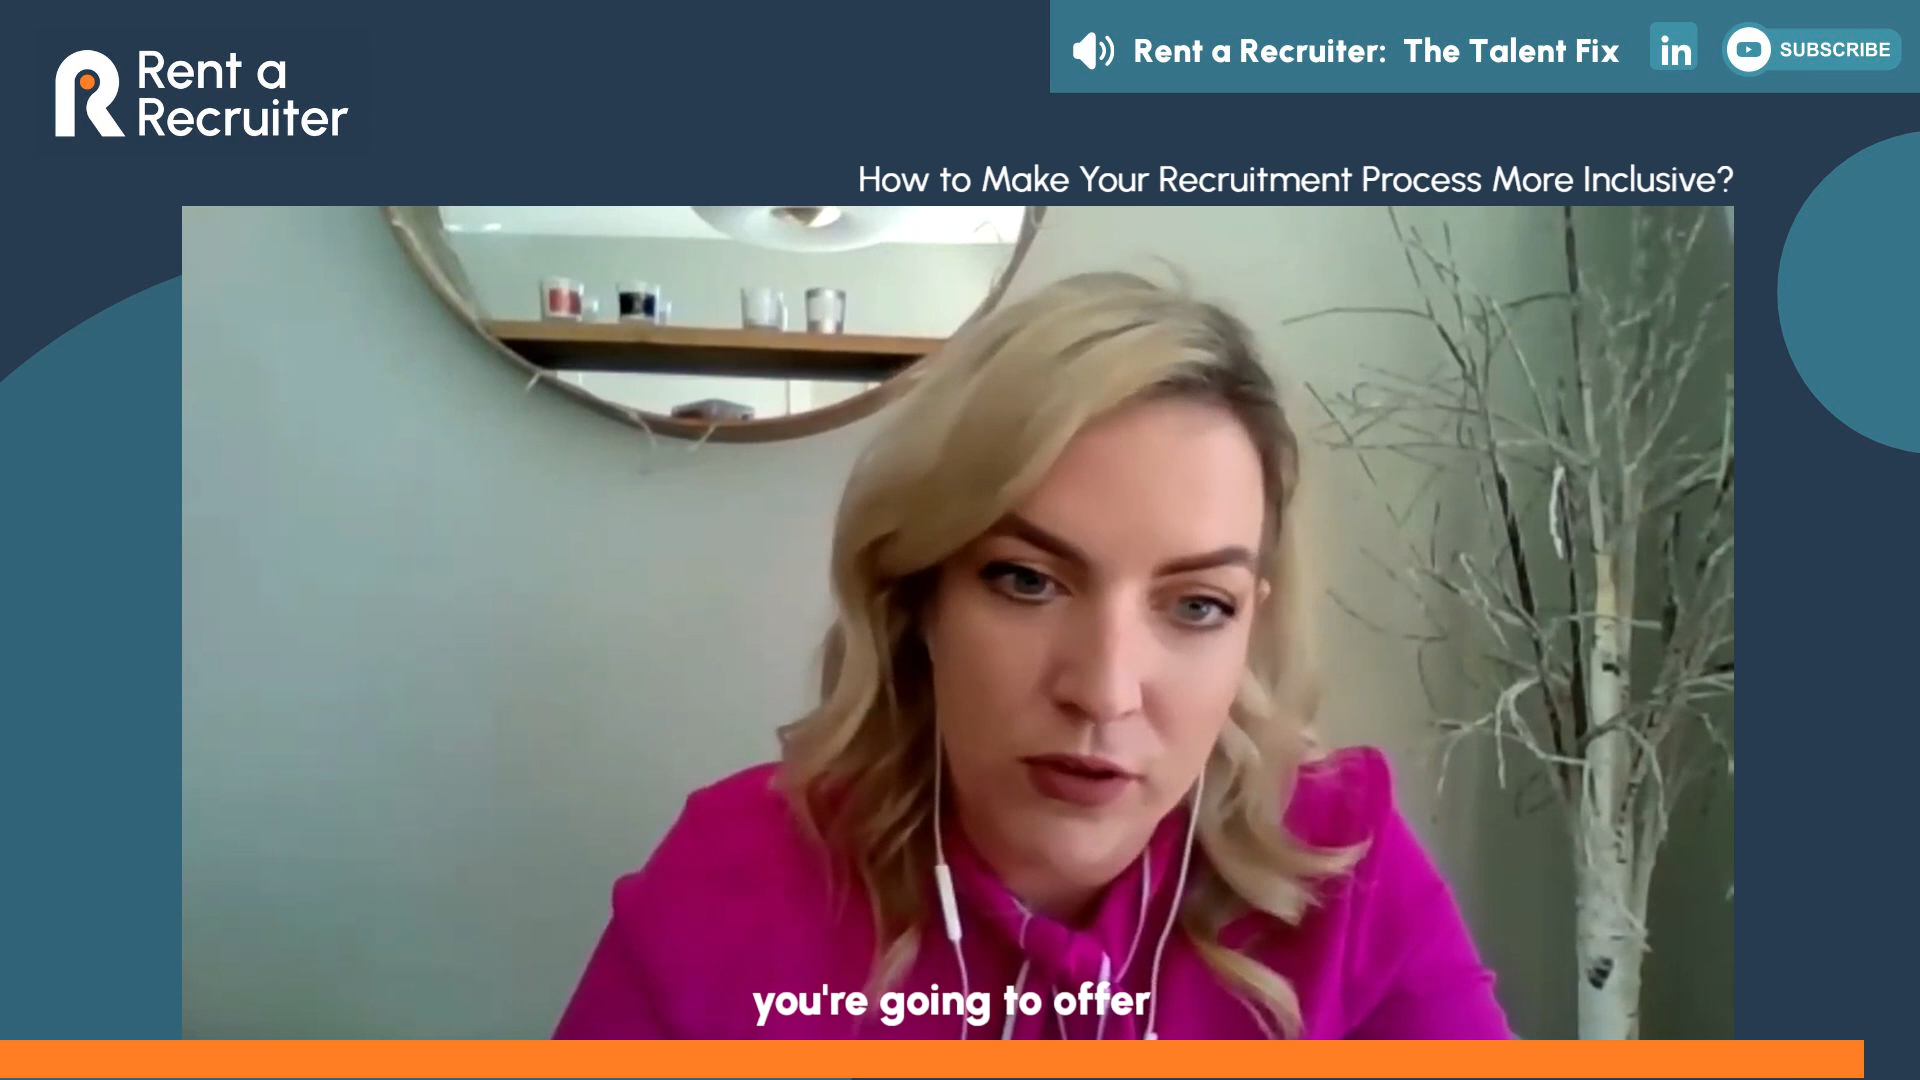 Rent a
Recruiter
Rent a Recruiter: The Talent Fix
in
SUBSCRIBE
How to Make Your Recruitment Process More Inclusive?
you're going to offer